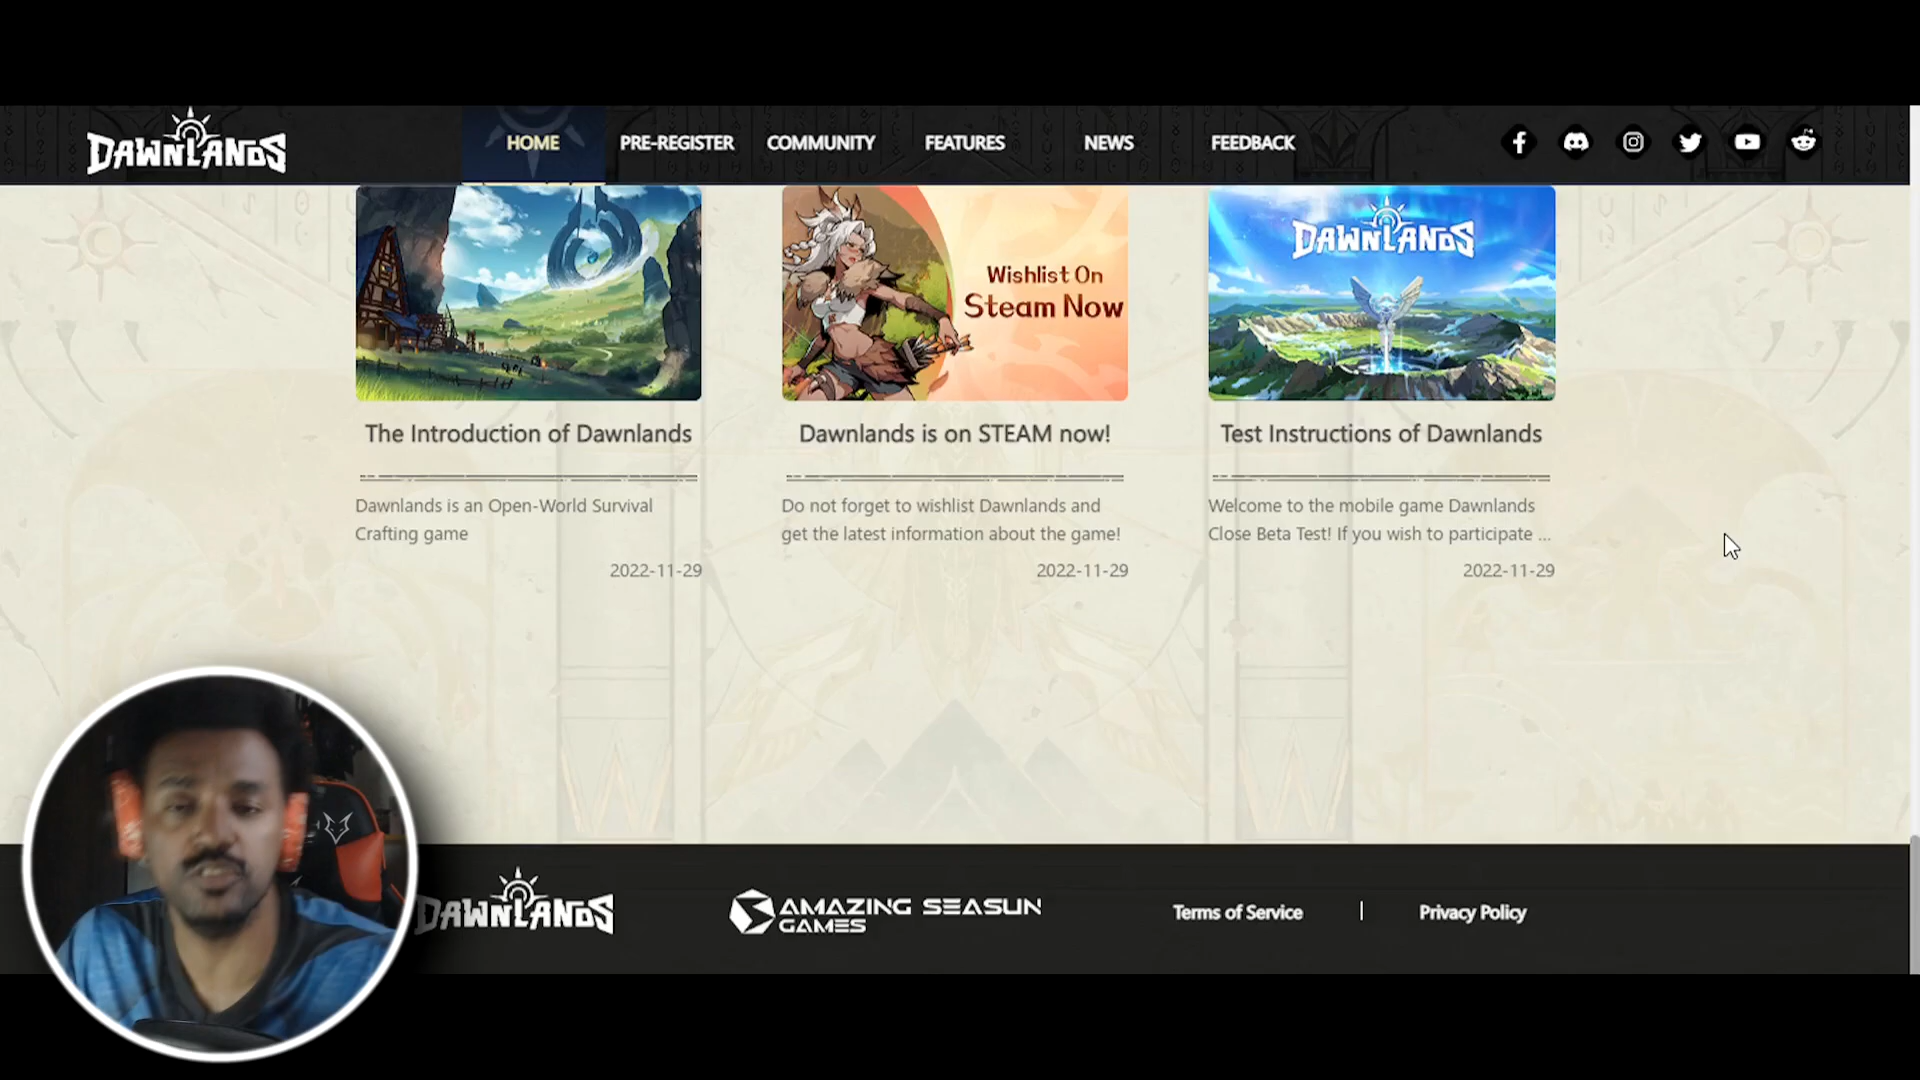 DAWNLANDS
HOME
PRE-REGISTER
COMMUNITY
FEATURES
NEWS
FEEDBACK
Wishlist On
Steam Now
DAWNLANDS
The Introduction of Dawnlands
Dawnlands is on STEAM now!
Test Instructions of Dawnlands
Dawnlands is an Open-World Survival
Crafting game
2022-11-29
Do not forget to wishlist Dawnlands and
get the latest information about the game!
2022-11-29
Welcome to the mobile game Dawnlands
Close Beta Test! If you wish to participate ...
2022-11-29
DAWNLANDS
AMAZING SEASUN
GAMES
Terms of Service
|
Privacy Policy